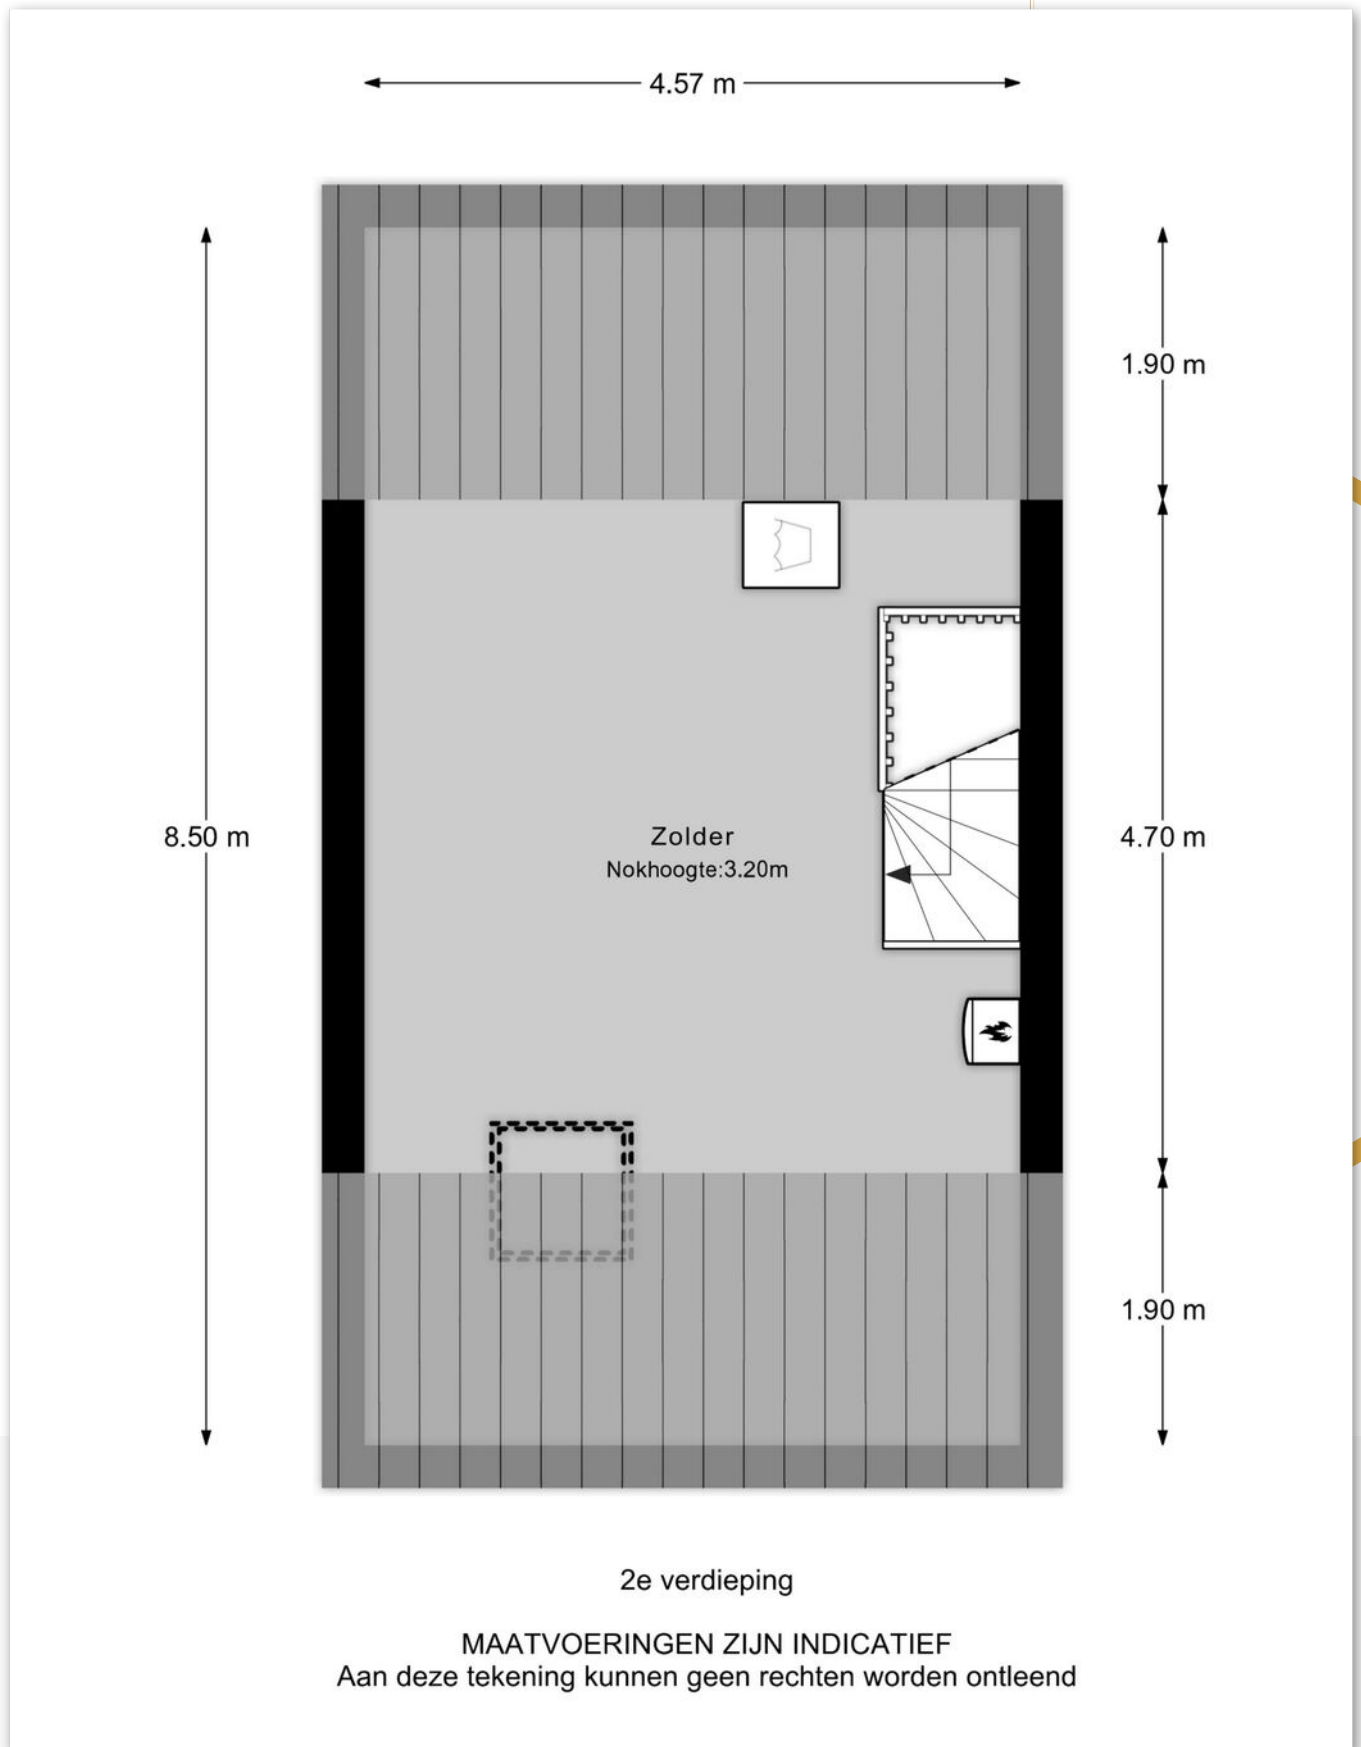 4.57 m
1.90 m
8.50 m
Zolder
Nokhoogte:3.20m
4.70 m
1.90 m
2e verdieping
MAATVOERINGEN ZIJN INDICATIEF
Aan deze tekening kunnen geen rechten worden ontleend